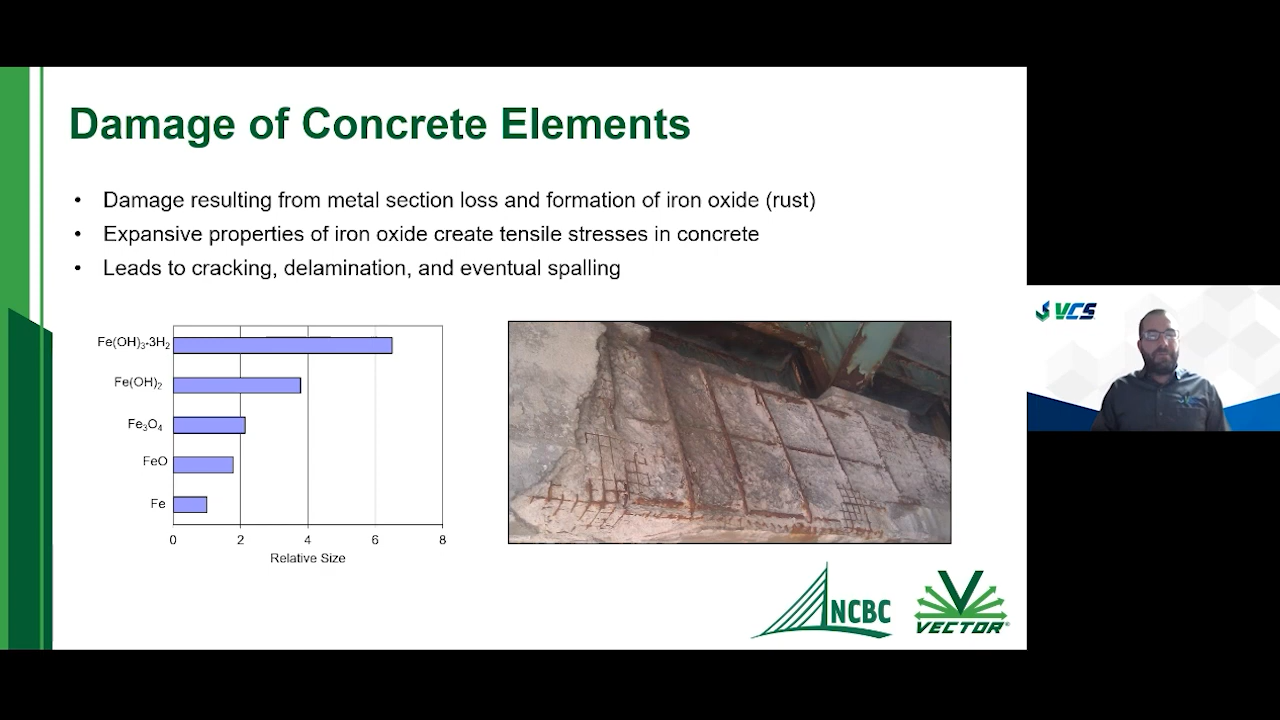 Damage of Concrete Elements
• Damage resulting from metal section loss and formation of iron oxide (rust)
• Expansive properties of iron oxide create tensile stresses in concrete
• Leads to cracking, delamination, and eventual spalling
Fe(OH)₃·3H₂
Fe(OH)₂
Fe₃O₄
FeO
Fe
0 2 4 6 8
Relative Size
NCBC
VECTOR®
VCS